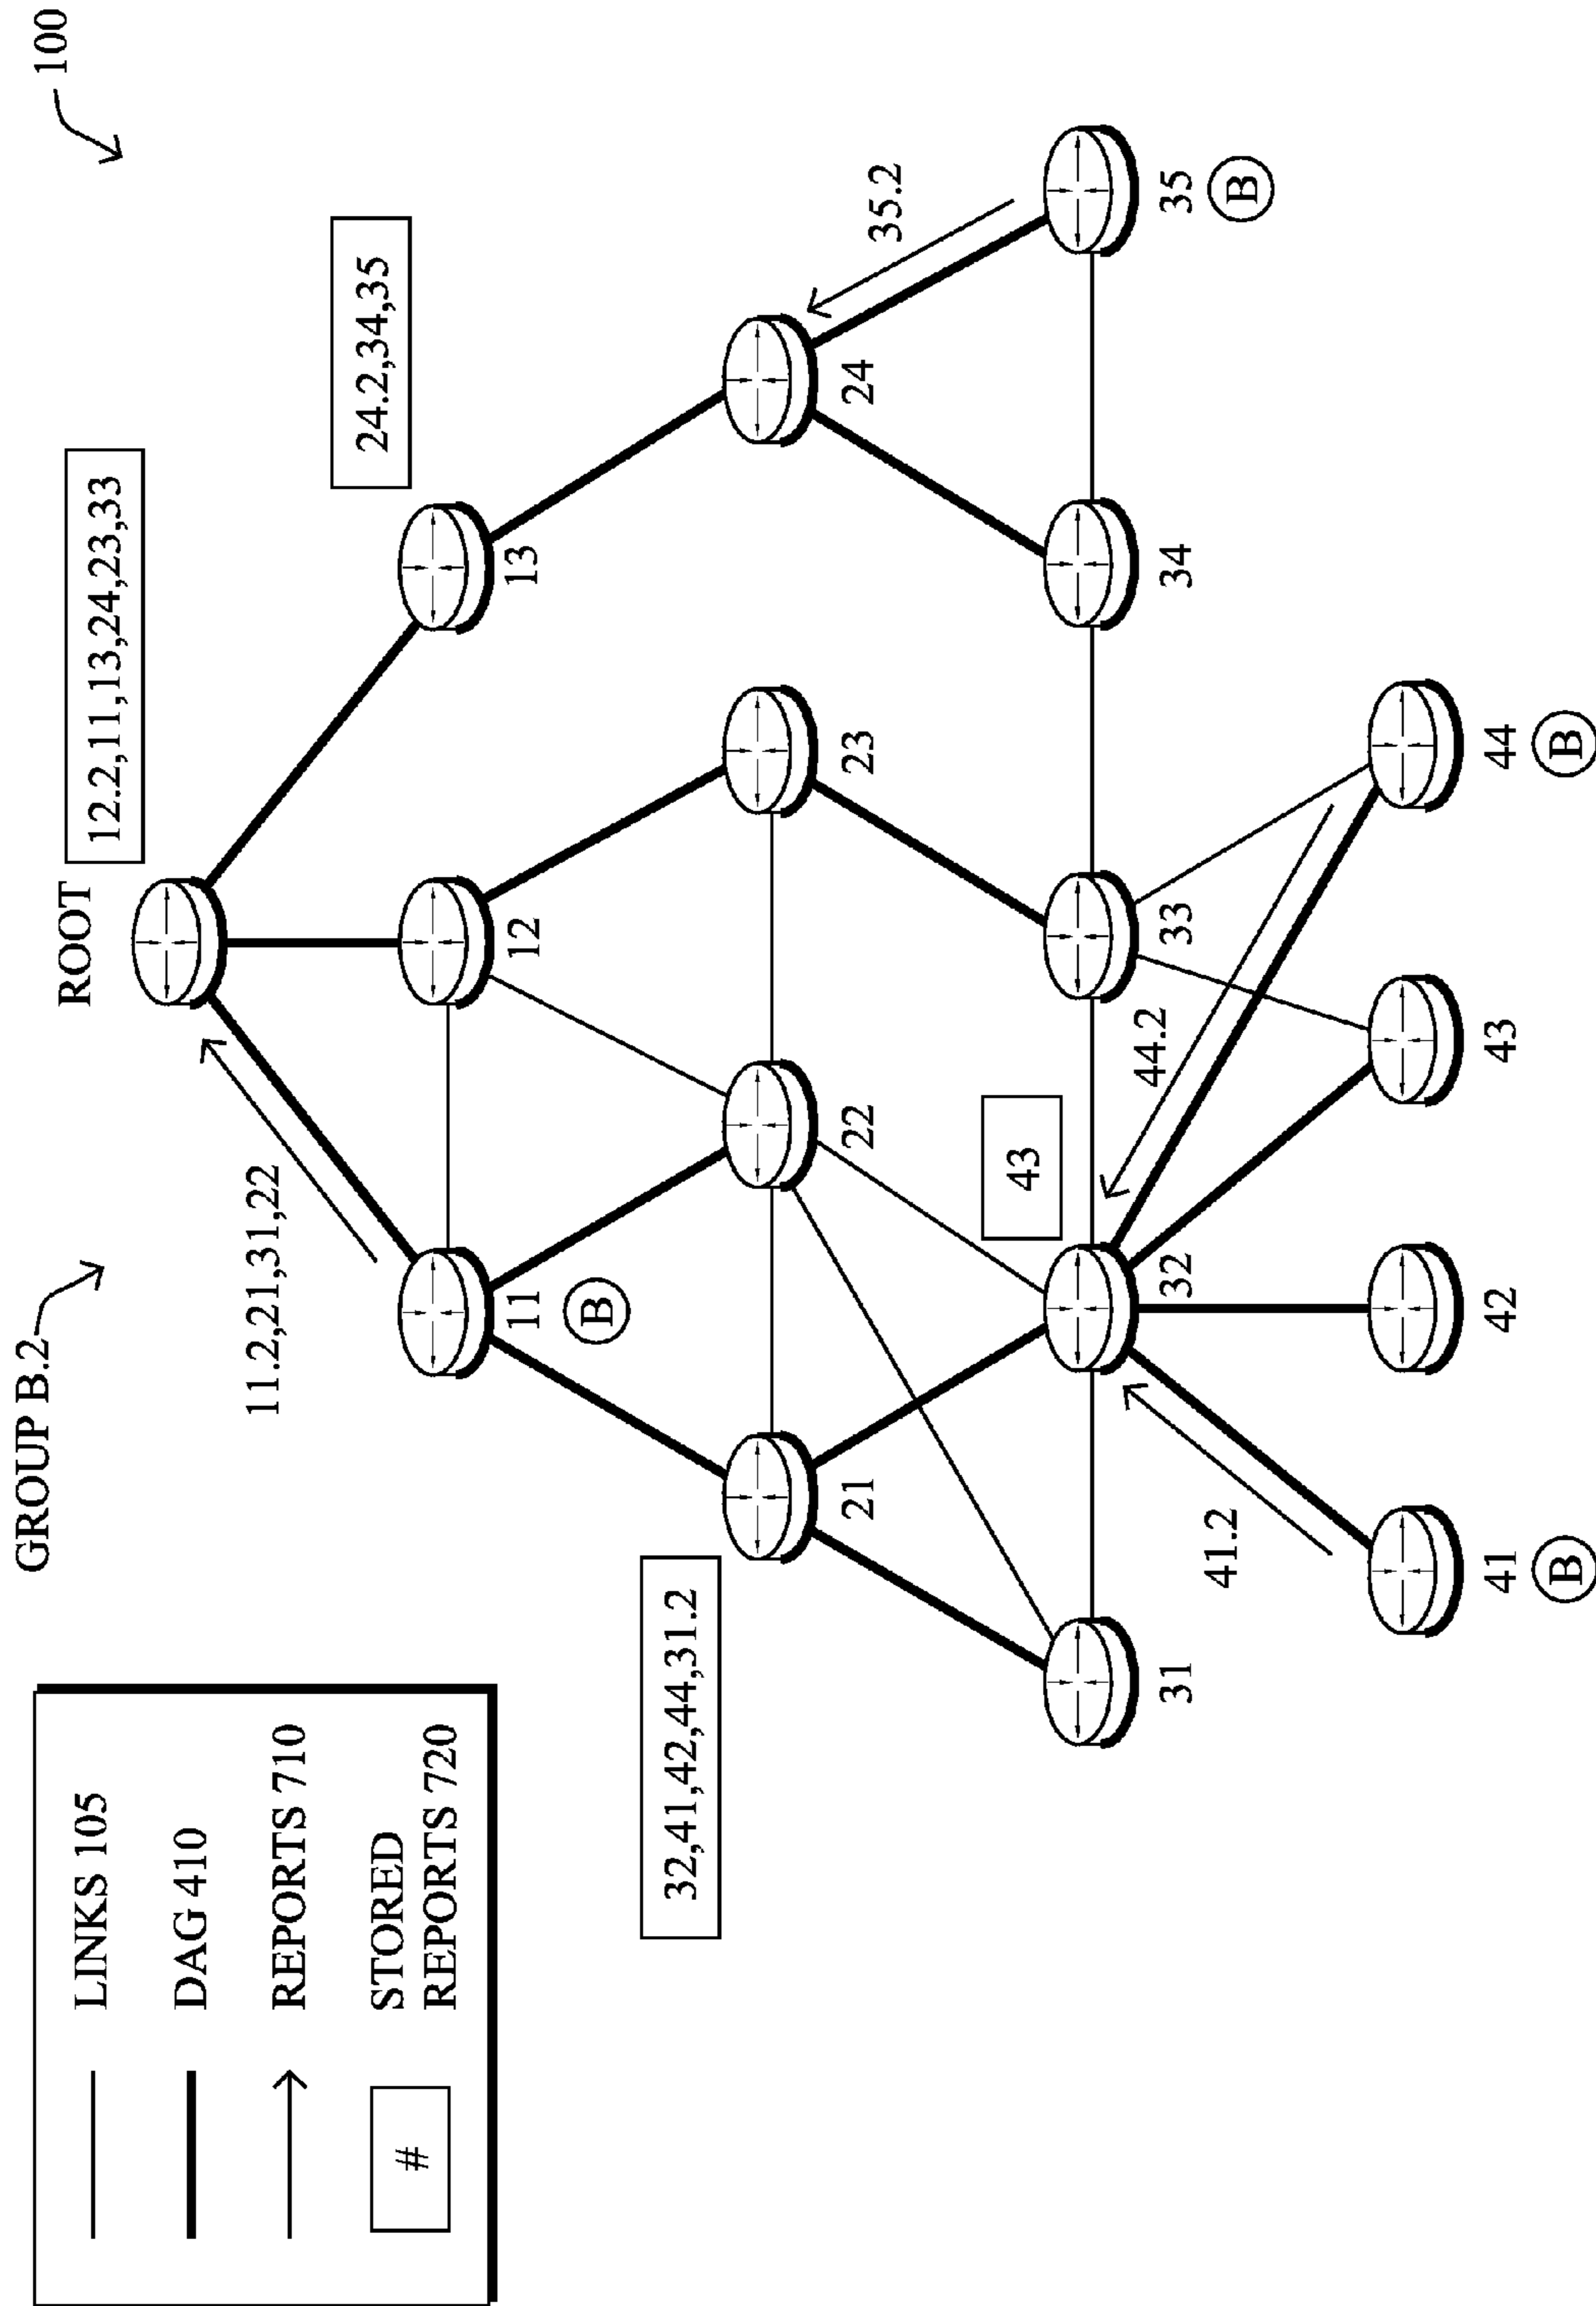 GROUP B.2
100
LINKS 105
DAG 410
REPORTS 710
#
STORED
REPORTS 720
ROOT
12.2,11,13,24,23,33
11.2,21,31,22
24.2,34,35
11
B
12
13
32,41,42,44,31.2
21
22
23
24
35.2
43
31
32
33
34
35
B
41.2
44.2
41
B
42
43
44
B